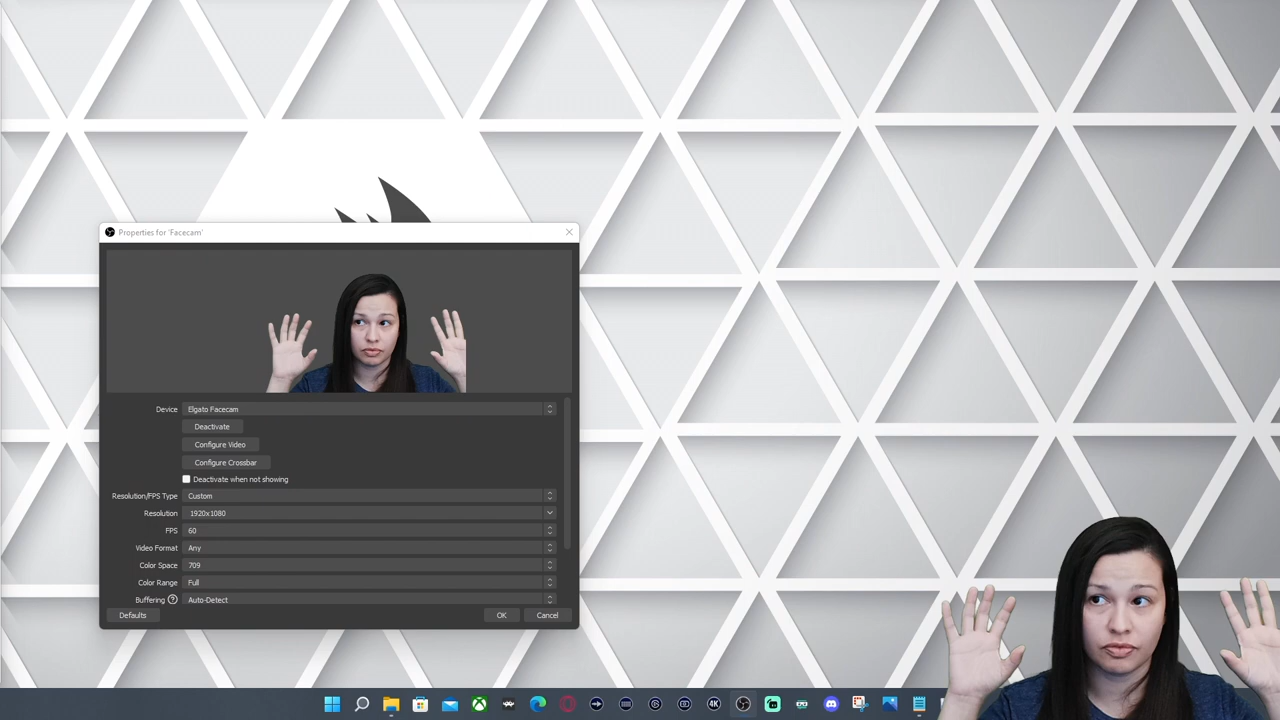 Properties for 'Facecam'
Device Elgato Facecam
Deactivate
Configure Video
Configure Crossbar
Deactivate when not showing
Resolution/FPS Type Custom
Resolution 1920x1080
FPS 60
Video Format Any
Color Space 709
Color Range Full
Buffering ? Auto-Detect
Defaults OK Cancel
4K